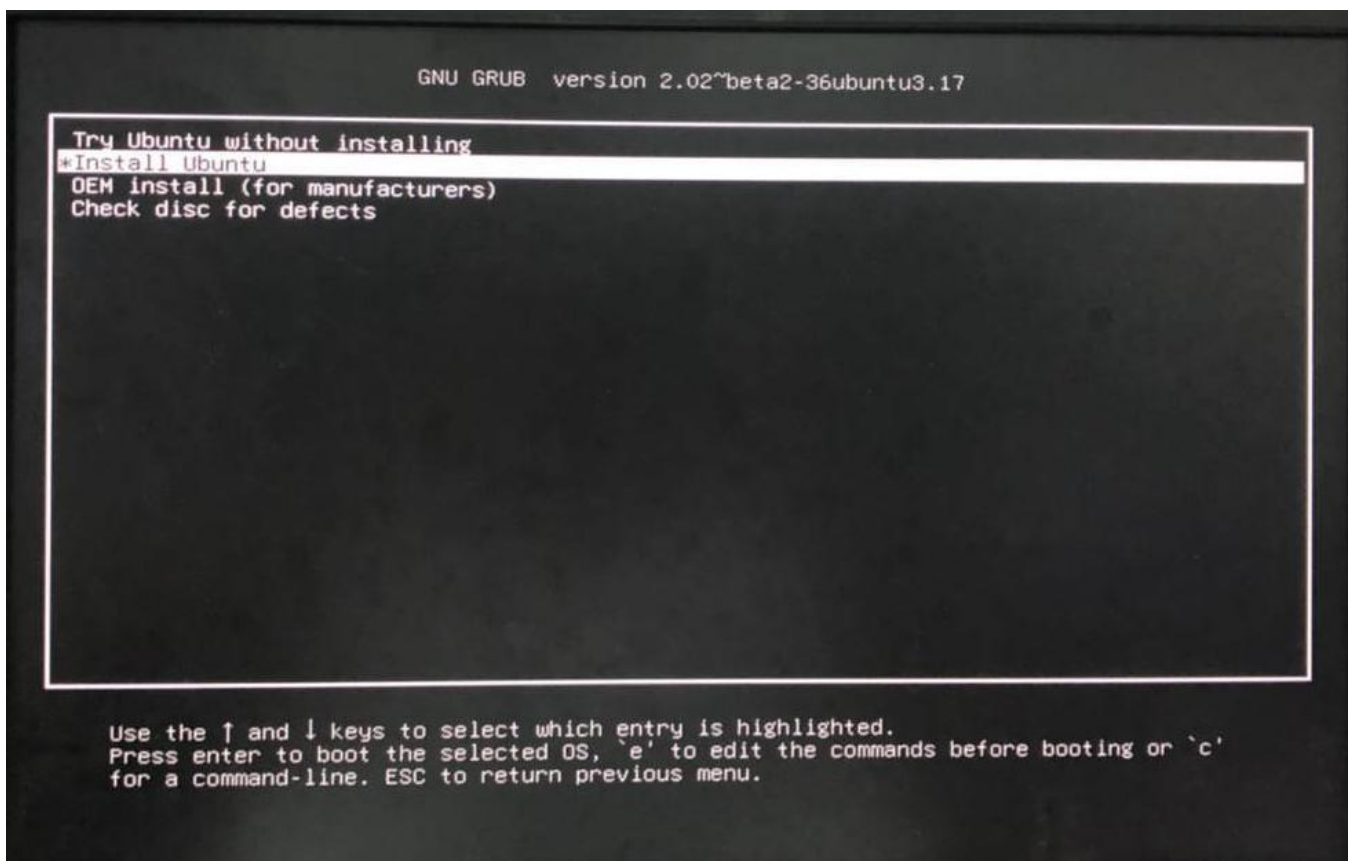 GNU GRUB version 2.02~beta2-36ubuntu3.17
Try Ubuntu without installing
*Install Ubuntu
OEM install (for manufacturers)
Check disc for defects
Use the ↑ and ↓ keys to select which entry is highlighted.
Press enter to boot the selected OS, `e' to edit the commands before booting or `c'
for a command-line. ESC to return previous menu.